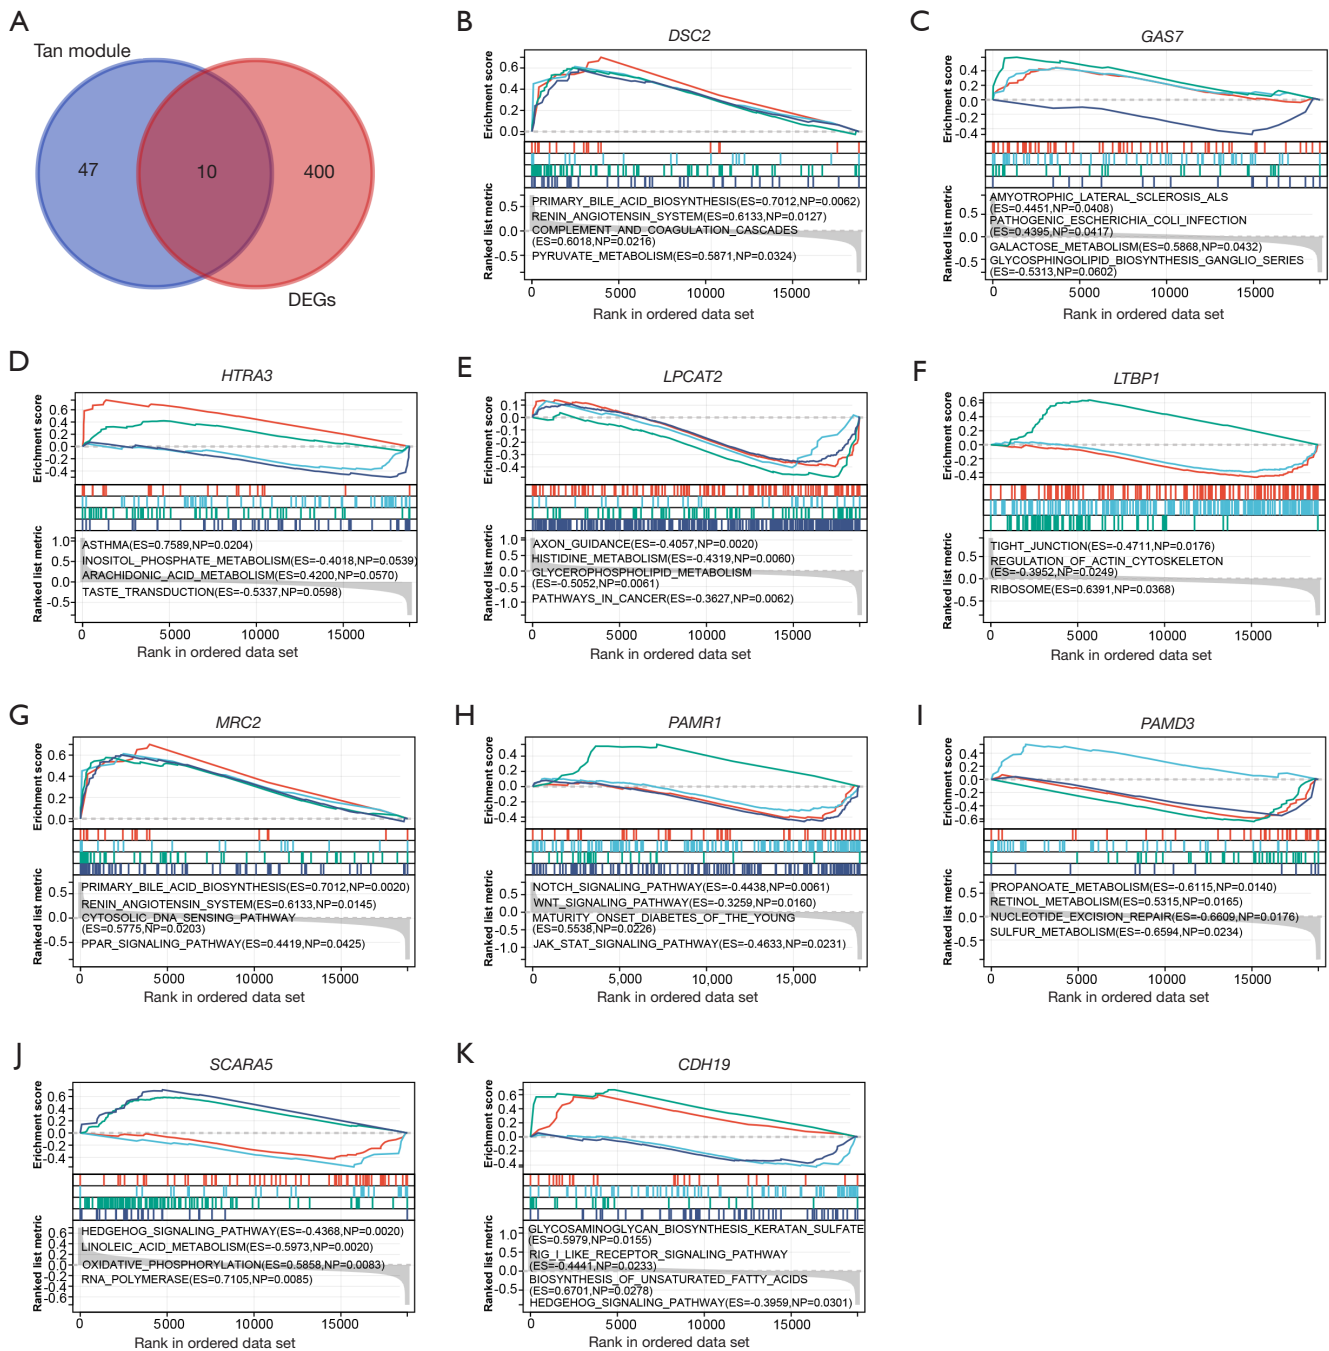 A
Tan module
47
10
400
DEGs
B
DSC2
Enrichment score
0.6
0.4
0.2
0.0
PRIMARY_BILE_ACID_BIOSYNTHESIS(ES=0.7012,NP=0.0062)
RENIN_ANGIOTENSIN_SYSTEM(ES=0.6133,NP=0.0127)
COMPLEMENT_AND_COAGULATION_CASCADES
(ES=0.6018,NP=0.0216)
PYRUVATE_METABOLISM(ES=0.5871,NP=0.0324)
Ranked list metric
0.5
0.0
-0.5
0 5000 10000 15000
Rank in ordered data set
C
GAS7
Enrichment score
0.4
0.2
0.0
-0.2
-0.4
AMYOTROPHIC_LATERAL_SCLEROSIS_ALS
(ES=0.4451,NP=0.0408)
PATHOGENIC_ESCHERICHIA_COLI_INFECTION
(ES=0.4395,NP=0.0417)
GALACTOSE_METABOLISM(ES=0.5868,NP=0.0432)
GLYCOSPHINGOLIPID_BIOSYNTHESIS_GANGLIO_SERIES
(ES=-0.5313,NP=0.0602)
Ranked list metric
0.5
0.0
-0.5
0 5000 10000 15000
Rank in ordered data set
D
HTRA3
Enrichment score
0.6
0.4
0.2
0.0
-0.2
-0.4
ASTHMA(ES=0.7589,NP=0.0204)
INOSITOL_PHOSPHATE_METABOLISM(ES=-0.4018,NP=0.0539)
ARACHIDONIC_ACID_METABOLISM(ES=0.4200,NP=0.0570)
TASTE_TRANSDUCTION(ES=-0.5337,NP=0.0598)
Ranked list metric
1.0
0.5
0.0
-0.5
0 5000 10000 15000
Rank in ordered data set
E
LPCAT2
Enrichment score
0.1
0.0
-0.1
-0.2
-0.3
-0.4
AXON_GUIDANCE(ES=-0.4057,NP=0.0020)
HISTIDINE_METABOLISM(ES=-0.4319,NP=0.0060)
GLYCEROPHOSPHOLIPID_METABOLISM
(ES=-0.5052,NP=0.0061)
PATHWAYS_IN_CANCER(ES=-0.3627,NP=0.0062)
Ranked list metric
1.0
0.5
0.0
-0.5
-1.0
0 5000 10000 15000
Rank in ordered data set
F
LTBP1
Enrichment score
0.6
0.4
0.2
0.0
-0.2
-0.4
TIGHT_JUNCTION(ES=-0.4711,NP=0.0176)
REGULATION_OF_ACTIN_CYTOSKELETON
(ES=-0.3952,NP=0.0249)
RIBOSOME(ES=0.6391,NP=0.0368)
Ranked list metric
0.5
0.0
-0.5
0 5000 10000 15000
Rank in ordered data set
G
MRC2
Enrichment score
0.6
0.4
0.2
0.0
PRIMARY_BILE_ACID_BIOSYNTHESIS(ES=0.7012,NP=0.0020)
RENIN_ANGIOTENSIN_SYSTEM(ES=0.6133,NP=0.0145)
CYTOSOLIC_DNA_SENSING_PATHWAY
(ES=0.5775,NP=0.0203)
PPAR_SIGNALING_PATHWAY(ES=0.4419,NP=0.0425)
Ranked list metric
0.5
0.0
-0.5
0 5000 10000 15000
Rank in ordered data set
H
PAMR1
Enrichment score
0.4
0.2
0.0
-0.2
-0.4
NOTCH_SIGNALING_PATHWAY(ES=-0.4438,NP=0.0061)
WNT_SIGNALING_PATHWAY(ES=-0.3259,NP=0.0160)
MATURITY_ONSET_DIABETES_OF_THE_YOUNG
(ES=0.5538,NP=0.0226)
JAK_STAT_SIGNALING_PATHWAY(ES=-0.4633,NP=0.0231)
Ranked list metric
0.5
0.0
-0.5
-1.0
0 5000 10,000 15000
Rank in ordered data set
I
PAMD3
Enrichment score
0.4
0.2
0.0
-0.2
-0.4
-0.6
PROPANOATE_METABOLISM(ES=-0.6115,NP=0.0140)
RETINOL_METABOLISM(ES=0.5315,NP=0.0165)
NUCLEOTIDE_EXCISION_REPAIR(ES=-0.6609,NP=0.0176)
SULFUR_METABOLISM(ES=-0.6594,NP=0.0234)
Ranked list metric
0.5
0.0
-0.5
0 5000 10000 15000
Rank in ordered data set
J
SCARA5
Enrichment score
0.6
0.4
0.2
0.0
-0.2
-0.4
HEDGEHOG_SIGNALING_PATHWAY(ES=-0.4368,NP=0.0020)
LINOLEIC_ACID_METABOLISM(ES=-0.5973,NP=0.0020)
OXIDATIVE_PHOSPHORYLATION(ES=0.5858,NP=0.0083)
RNA_POLYMERASE(ES=0.7105,NP=0.0085)
Ranked list metric
0.6
0.4
0.2
0.0
-0.2
-0.4
-0.6
0 5000 10000 15000
Rank in ordered data set
K
CDH19
Enrichment score
0.6
0.4
0.2
0.0
-0.2
-0.4
GLYCOSAMINOGLYCAN_BIOSYNTHESIS_KERATAN_SULFATE
(ES=0.5979,NP=0.0155)
RIG_I_LIKE_RECEPTOR_SIGNALING_PATHWAY
(ES=-0.4441,NP=0.0233)
BIOSYNTHESIS_OF_UNSATURATED_FATTY_ACIDS
(ES=0.6701,NP=0.0278)
HEDGEHOG_SIGNALING_PATHWAY(ES=-0.3959,NP=0.0301)
Ranked list metric
1.0
0.5
0.0
-0.5
0 5000 10000 15000
Rank in ordered data set